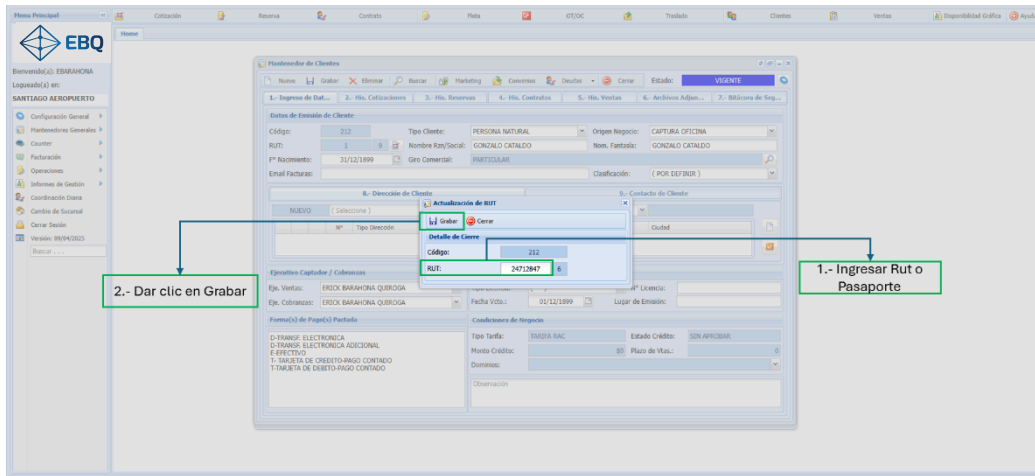 Menu Principal
Cotización
Reserva
Contrato
Flota
OT/OC
Traslado
Clientes
Ventas
Disponibilidad Gráfica
Ayuda
EBQ
Home
Bienvenido(a): EBARAHONA
Logueado(a) en:
SANTIAGO AEROPUERTO
Configuración General
Mantenedores Generales
Counter
Facturación
Operaciones
Informes de Gestión
Coordinación Diaria
Cambio de Sucursal
Cerrar Sesión
Versión: 09/04/2025
Buscar . . .
Mantenedor de Clientes
Nuevo Grabar Eliminar Buscar Marketing Convenios Deudas Cerrar Estado: VIGENTE
1.- Ingreso de Dat... 2.- His. Cotizaciones 3.- His. Reservas 4.- His. Contratos 5.- His. Ventas 6.- Archivos Adjun... 7.- Bitácora de Seg...
Datos de Emisión de Cliente
Código: 212 Tipo Cliente: PERSONA NATURAL Origen Negocio: CAPTURA OFICINA
RUT: 1 9 Nombre Rzn/Social: GONZALO CATALDO Nom. Fantasía: GONZALO CATALDO
Fº Nacimiento: 31/12/1899 Giro Comercial: PARTICULAR
Email Facturas: Clasificación: ( POR DEFINIR )
8.- Dirección de Cliente 9.- Contacto de Cliente
NUEVO ( Seleccione )
Nº Tipo Dirección Ciudad
Actualización de RUT
Grabar Cerrar
Detalle de Cierre
Código: 212
RUT: 24712847 6
1.- Ingresar Rut o
Pasaporte
2.- Dar clic en Grabar
Ejecutivo Captador / Cobranzas
Eje. Ventas: ERICK BARAHONA QUIROGA Nº Licencia:
Eje. Cobranzas: ERICK BARAHONA QUIROGA Fecha Vcto.: 01/12/1899 Lugar de Emisión:
Forma(s) de Pago(s) Pactada
D-TRANSF. ELECTRONICA
D-TRANSF. ELECTRONICA ADICIONAL
E-EFECTIVO
T- TARJETA DE CREDITO-PAGO CONTADO
T-TARJETA DE DEBITO-PAGO CONTADO
Condiciones de Negocio
Tipo Tarifa: TARIFA RAC Estado Crédito: SIN APROBAR
Monto Crédito: $0 Plazo de Vtos.: 0
Dominios:
Observación